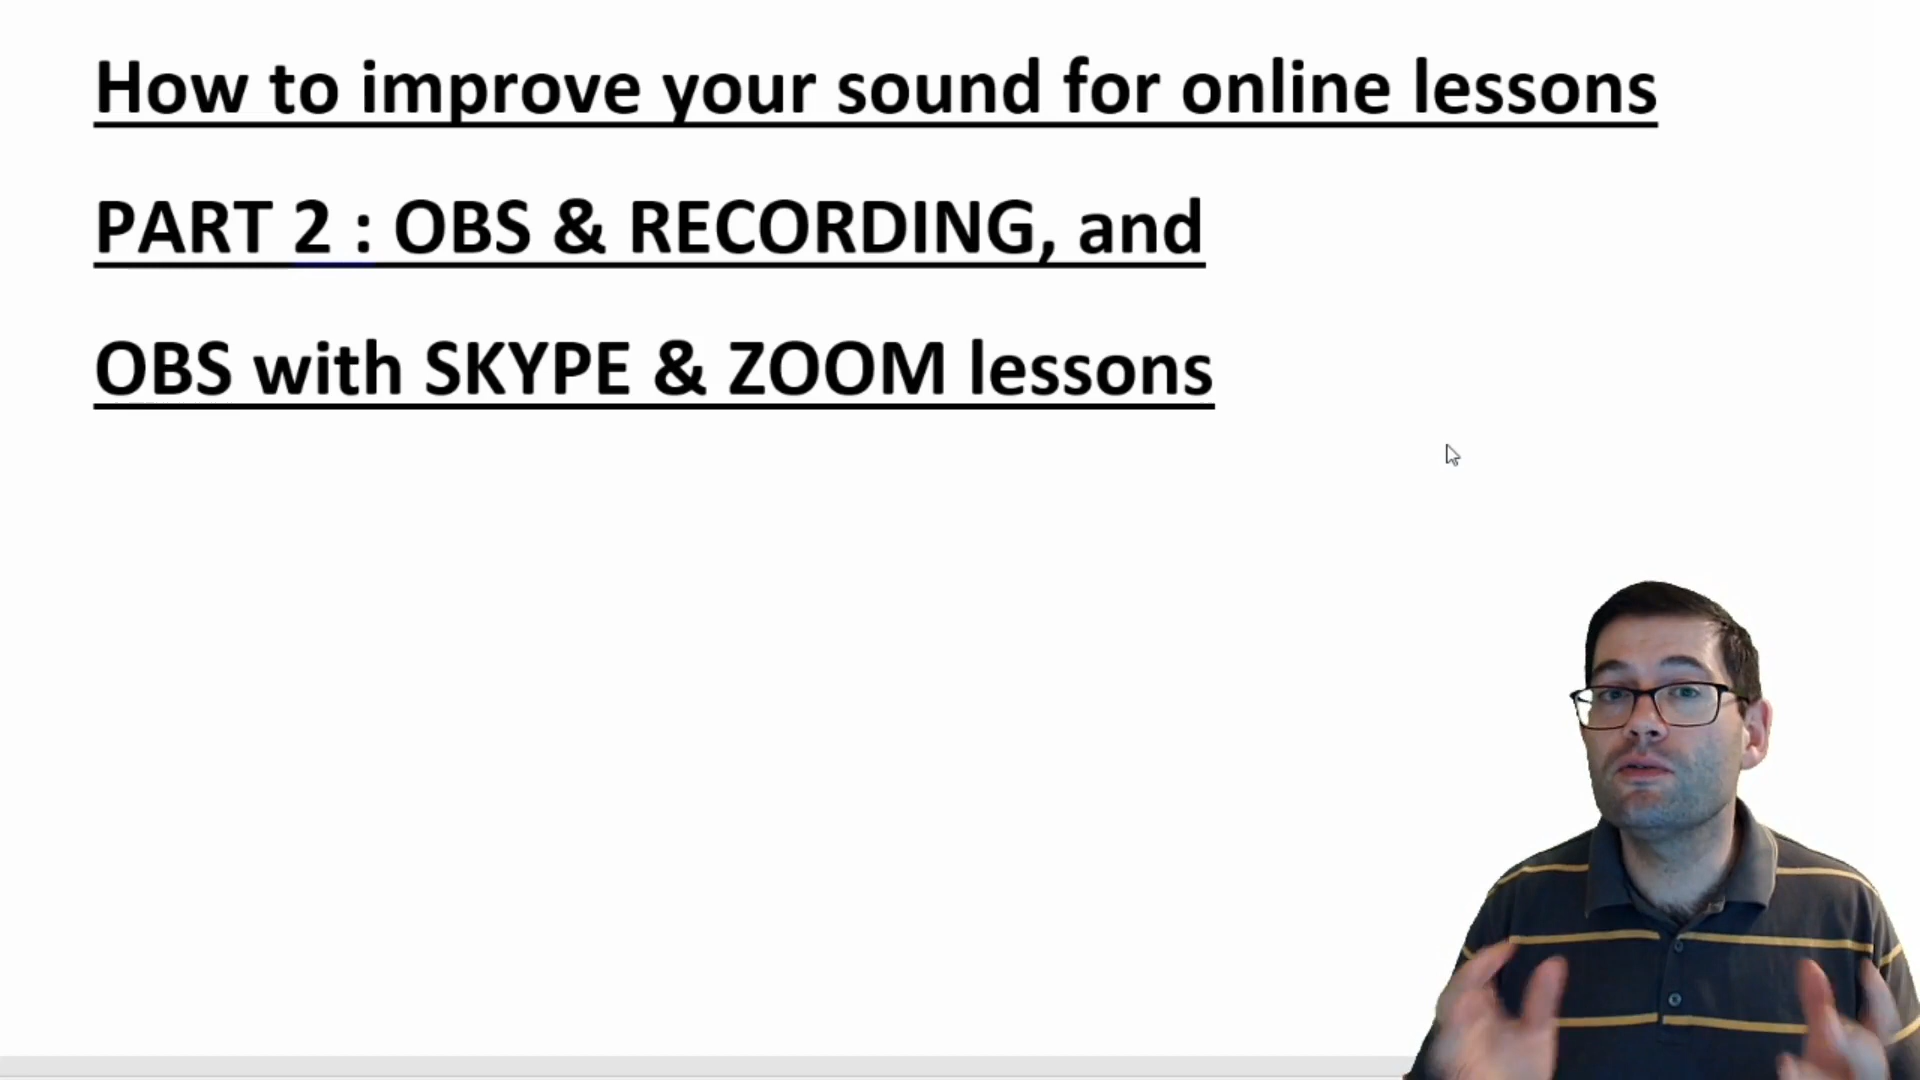 How to improve your sound for online lessons
PART 2 : OBS & RECORDING, and
OBS with SKYPE & ZOOM lessons